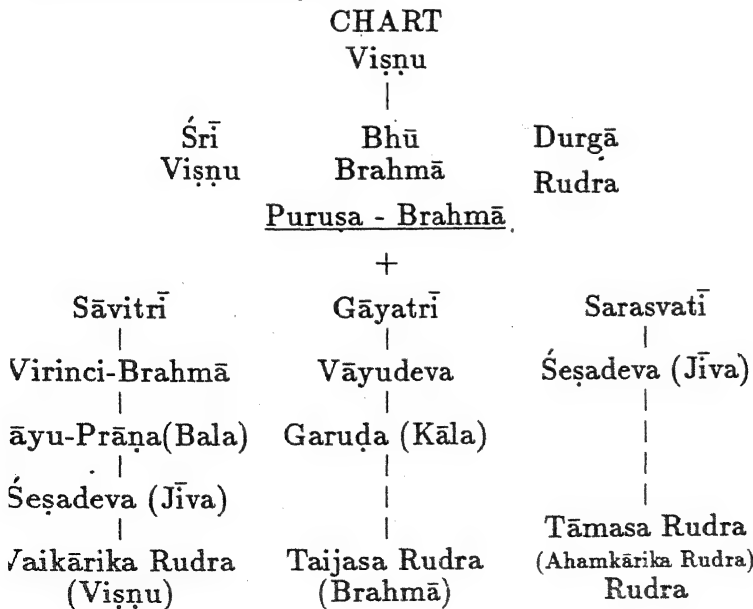 CHART
Viṣṇu
Śrī Bhū Durgā
Viṣṇu Brahmā Rudra
Puruṣa - Brahmā
+
Sāvitrī Gāyatrī Sarasvatī
Virinci-Brahmā Vāyudeva Śeṣadeva (Jīva)
āyu-Prāṇa(Bala) Garuḍa (Kāla)
Śeṣadeva (Jīva)
Vaikārika Rudra Taijasa Rudra Tāmasa Rudra
(Ahamkārika Rudra)
(Viṣṇu) (Brahmā) Rudra